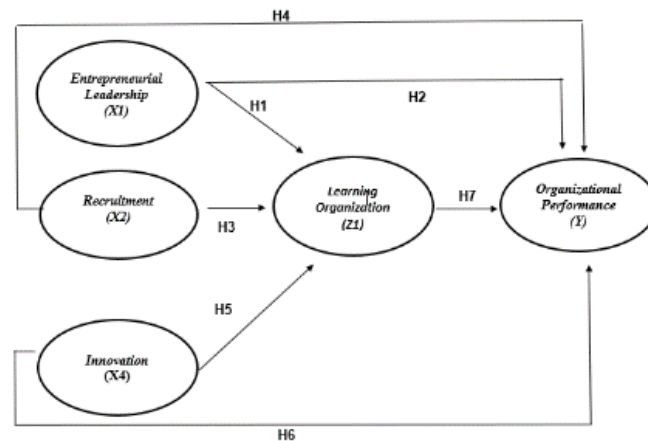 H4
Entrepreneurial
Leadership
(X1)
H1
H2
Recruitment
(X2)
H3
Learning
Organization
(Z1)
H7
Organizational
Performance
(Y)
H5
Innovation
(X4)
H6